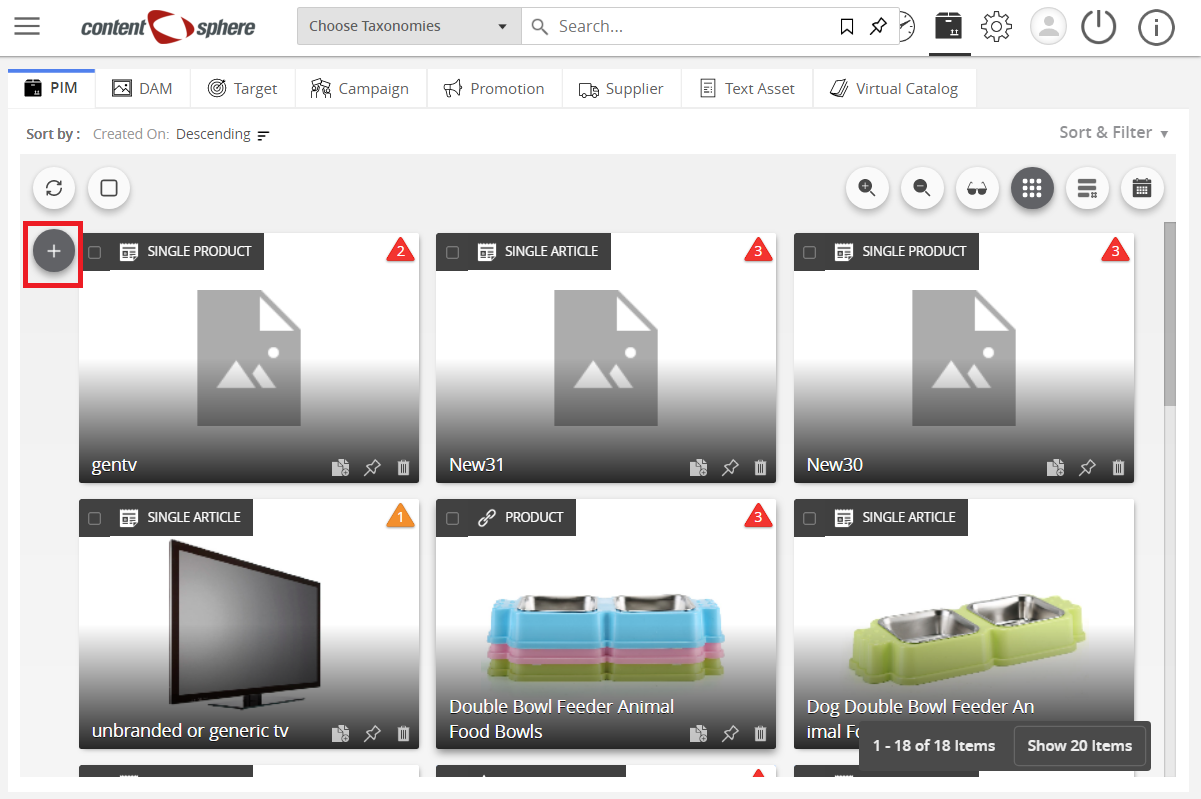 content sphere
Choose Taxonomies
Search...
PIM
DAM
Target
Campaign
Promotion
Supplier
Text Asset
Virtual Catalog
Sort by : Created On: Descending
Sort & Filter
SINGLE PRODUCT
2
gentv
SINGLE ARTICLE
3
New31
SINGLE PRODUCT
3
New30
SINGLE ARTICLE
1
unbranded or generic tv
PRODUCT
3
Double Bowl Feeder Animal
Food Bowls
SINGLE ARTICLE
Dog Double Bowl Feeder An
imal Fo
1 - 18 of 18 Items
Show 20 Items